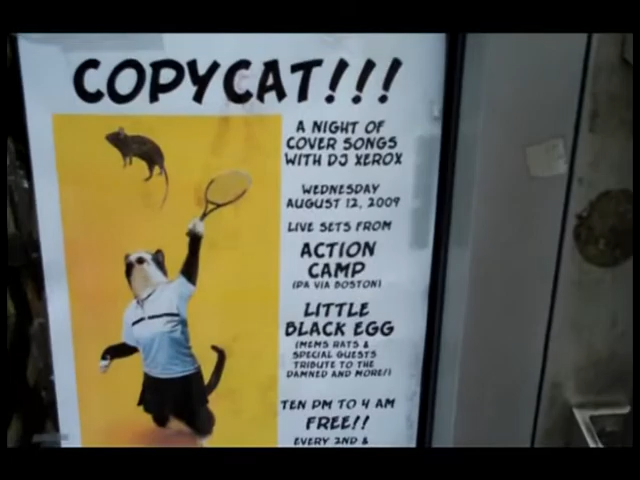 COPYCAT!!!
A NIGHT OF
COVER SONGS
WITH DJ XEROX
WEDNESDAY
AUGUST 12, 2009
LIVE SETS FROM
ACTION
CAMP
(PA VIA BOSTON)
LITTLE
BLACK EGG
(MEMS RATS &
SPECIAL GUESTS
TRIBUTE TO THE
DAMNED AND MORE!)
TEN PM TO 4 AM
FREE!!
EVERY 2ND &